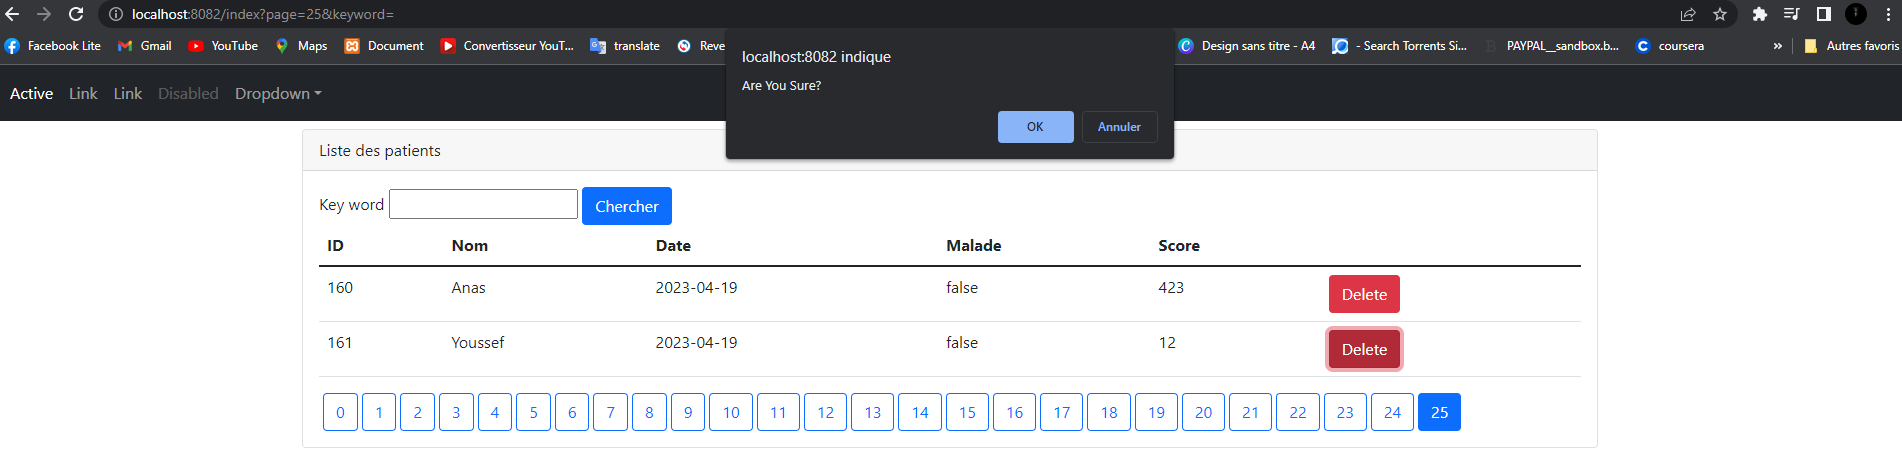 localhost:8082/index?page=25&keyword=
Facebook Lite Gmail YouTube Maps Document Convertisseur YouT... translate Reve Design sans titre - A4 - Search Torrents Si... PAYPAL__sandbox.b... coursera » Autres favoris
localhost:8082 indique
Are You Sure?
OK Annuler
Active Link Link Disabled Dropdown
Liste des patients
Key word Chercher
ID Nom Date Malade Score
160 Anas 2023-04-19 false 423 Delete
161 Youssef 2023-04-19 false 12 Delete
0 1 2 3 4 5 6 7 8 9 10 11 12 13 14 15 16 17 18 19 20 21 22 23 24 25